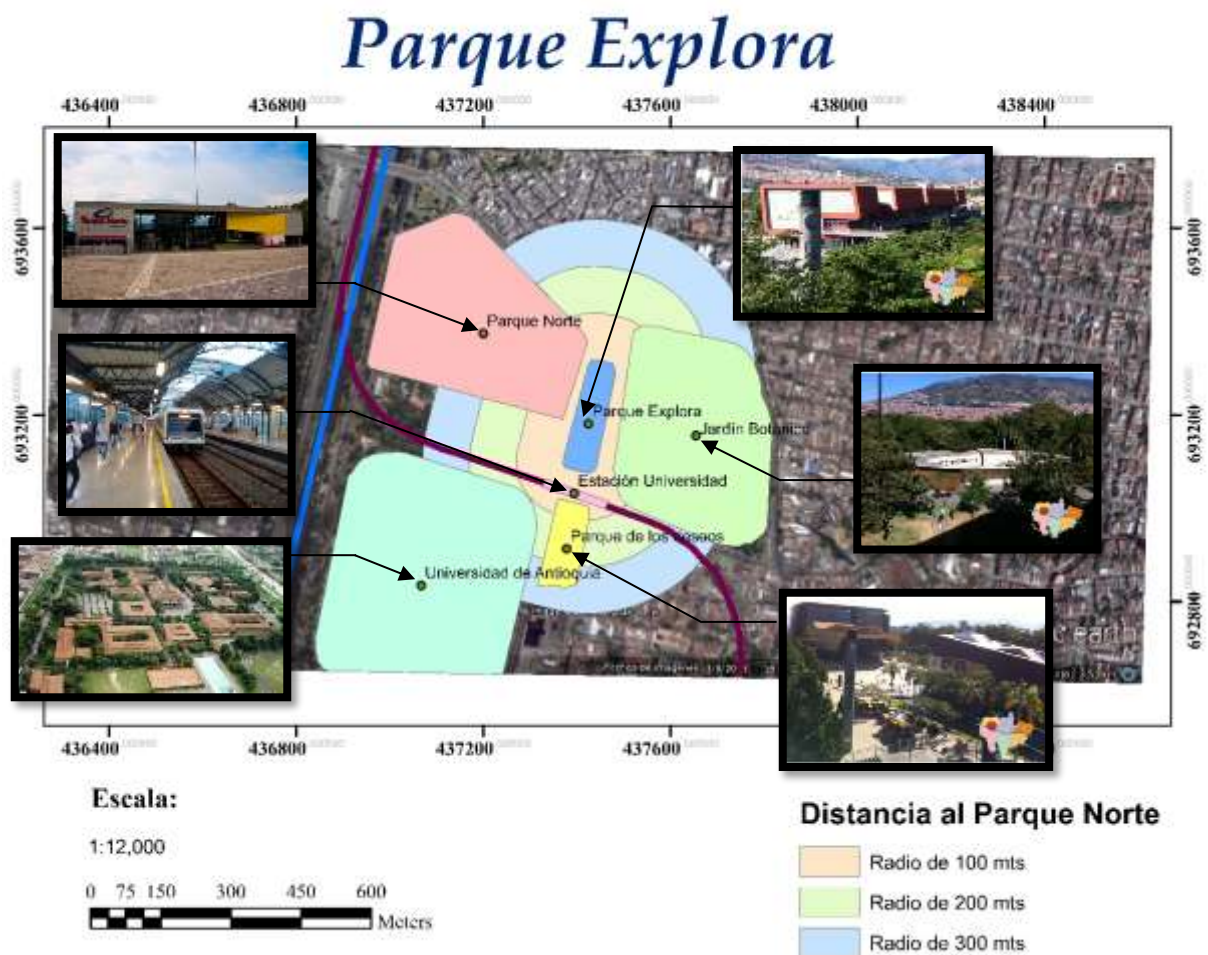 Parque Explora
436400 436800 437200 437600 438000 438400
693600
693600
Parque Norte
Parque Explora
693200
693200
Jardín Botanico
Estación Universidad
Parque de los deseos
Universidad de Antioquia
692800
436400 436800 437200 437600
Escala:
1:12,000
0 75 150 300 450 600
Meters
Distancia al Parque Norte
Radio de 100 mts
Radio de 200 mts
Radio de 300 mts